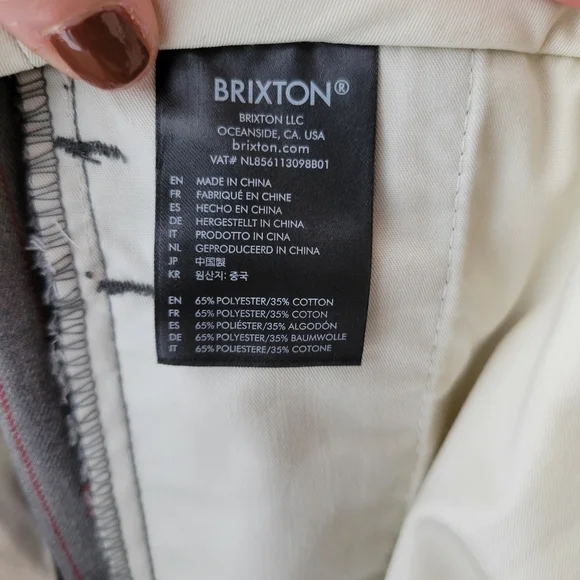 BRIXTON®
BRIXTON LLC
OCEANSIDE, CA. USA
brixton.com
VAT# NL856113098B01
EN MADE IN CHINA
FR FABRIQUÉ EN CHINE
ES HECHO EN CHINA
DE HERGESTELLT IN CHINA
IT PRODOTTO IN CINA
NL GEPRODUCEERD IN CHINA
JP 中国製
KR 원산지: 중국
EN 65% POLYESTER/35% COTTON
FR 65% POLYESTER/35% COTON
ES 65% POLIÉSTER/35% ALGODÓN
DE 65% POLYESTER/35% BAUMWOLLE
IT 65% POLIESTERE/35% COTONE